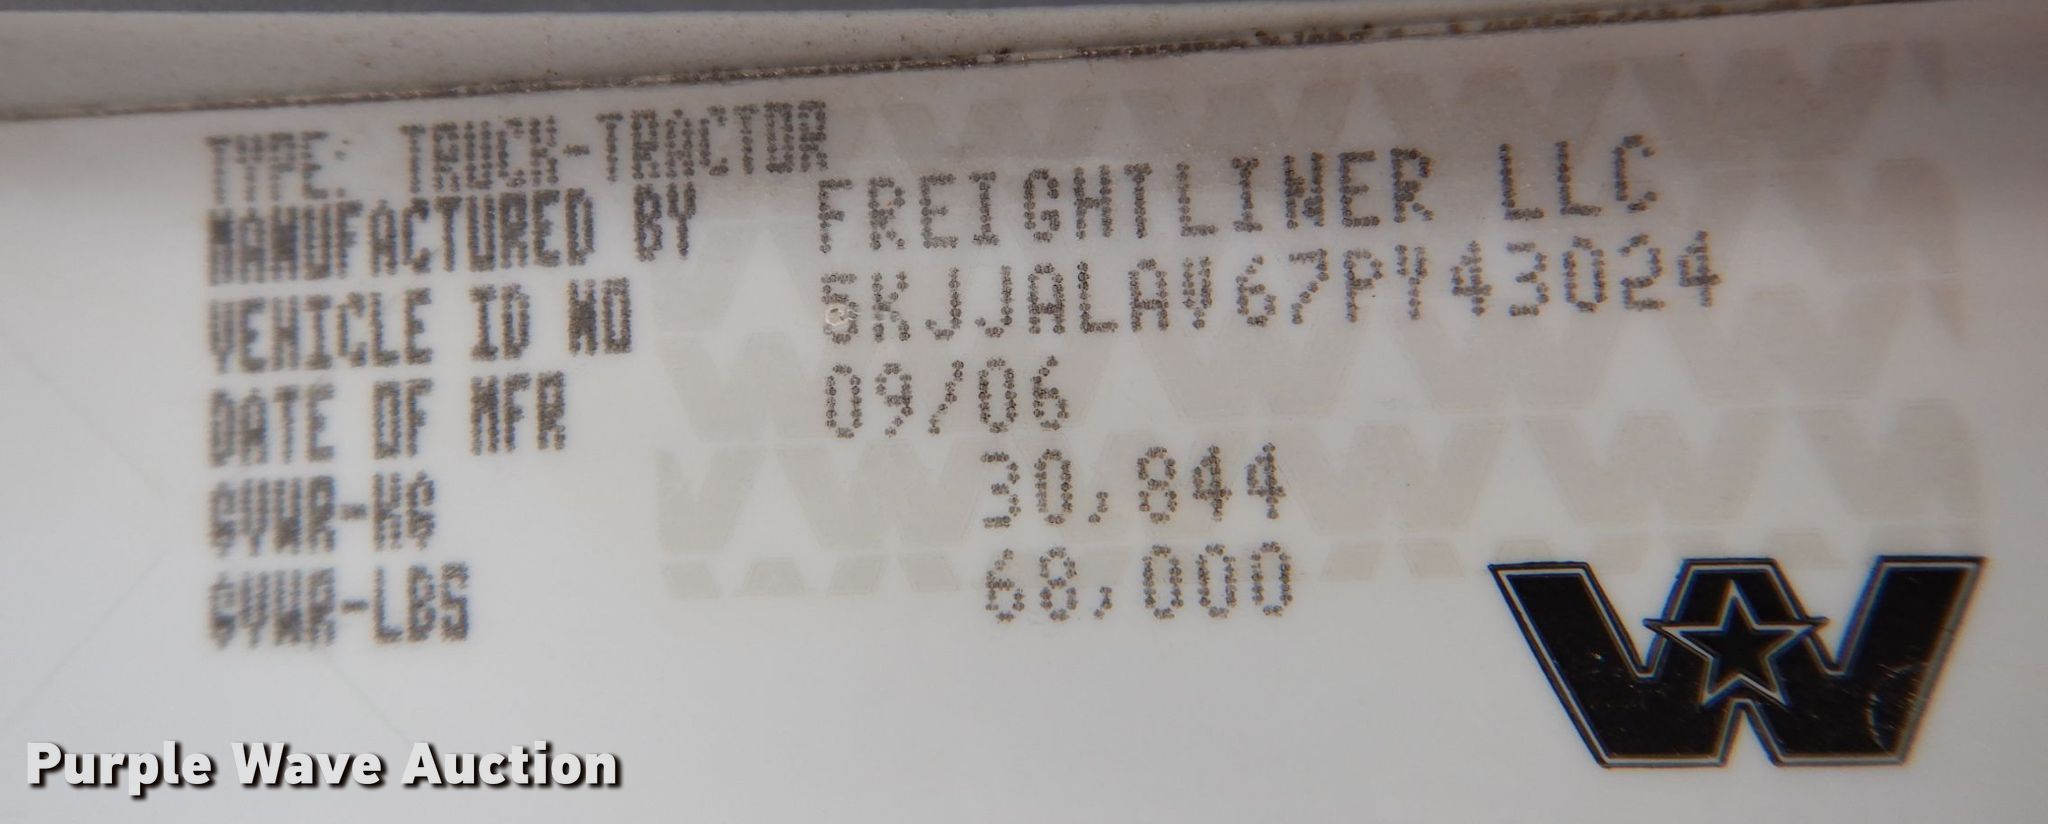 TYPE: TRUCK-TRACTOR
MANUFACTURED BY FREIGHTLINER LLC
VEHICLE ID NO 5KJJALAV67PY43024
DATE OF MFR 09/06
GVWR-KG 30,844
GVWR-LBS 68,000
Purple Wave Auction